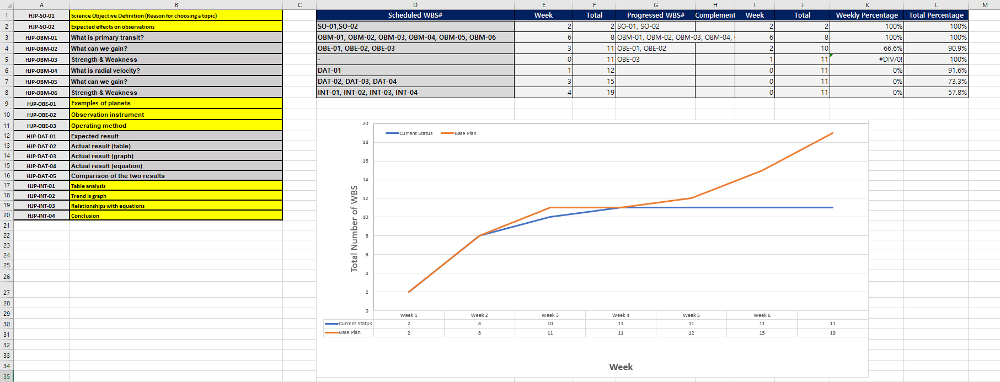 A B C D E F G H I J K L M
1 HJP-SO-01 Science Objective Definition (Reason for choosing a topic) Scheduled WBS# Week Total Progressed WBS# Complement Week Total Weekly Percentage Total Percentage
2 HJP-SO-02 Expected effects on observations SO-01,SO-02 2 2 SO-01, SO-02 2 2 100% 100%
3 HJP-OBM-01 What is primary transit? OBM-01, OBM-02, OBM-03, OBM-04, OBM-05, OBM-06 6 8 OBM-01, OBM-02, OBM-03, OBM-04, 6 8 100% 100%
4 HJP-OBM-02 What can we gain? OBE-01, OBE-02, OBE-03 3 11 OBE-01, OBE-02 2 10 66.6% 90.9%
5 HJP-OBM-03 Strength & Weakness - 0 11 OBE-03 1 11 #DIV/0! 100%
6 HJP-OBM-04 What is radial velocity? DAT-01 1 12 0 11 0% 91.6%
7 HJP-OBM-05 What can we gain? DAT-02, DAT-03, DAT-04 3 15 0 11 0% 73.3%
8 HJP-OBM-06 Strength & Weakness INT-01, INT-02, INT-03, INT-04 4 19 0 11 0% 57.8%
9 HJP-OBE-01 Examples of planets
10 HJP-OBE-02 Observation instrument
11 HJP-OBE-03 Operating method
12 HJP-DAT-01 Expected result
13 HJP-DAT-02 Actual result (table)
14 HJP-DAT-03 Actual result (graph)
15 HJP-DAT-04 Actual result (equation)
16 HJP-DAT-05 Comparison of the two results
17 HJP-INT-01 Table analysis
18 HJP-INT-02 Trend is graph
19 HJP-INT-03 Relationships with equations
20 HJP-INT-04 Conclusion
21
22
23
24
25
26
27
28
29
30
31
32
33
34
35
Current Status Base Plan
Total Number of WBS
20
18
16
14
12
10
8
6
4
2
0
Week 1 Week 2 Week 3 Week 4 Week 5 Week 6
Current Status 2 8 10 11 11 11 11
Base Plan 2 8 11 11 12 15 19
Week